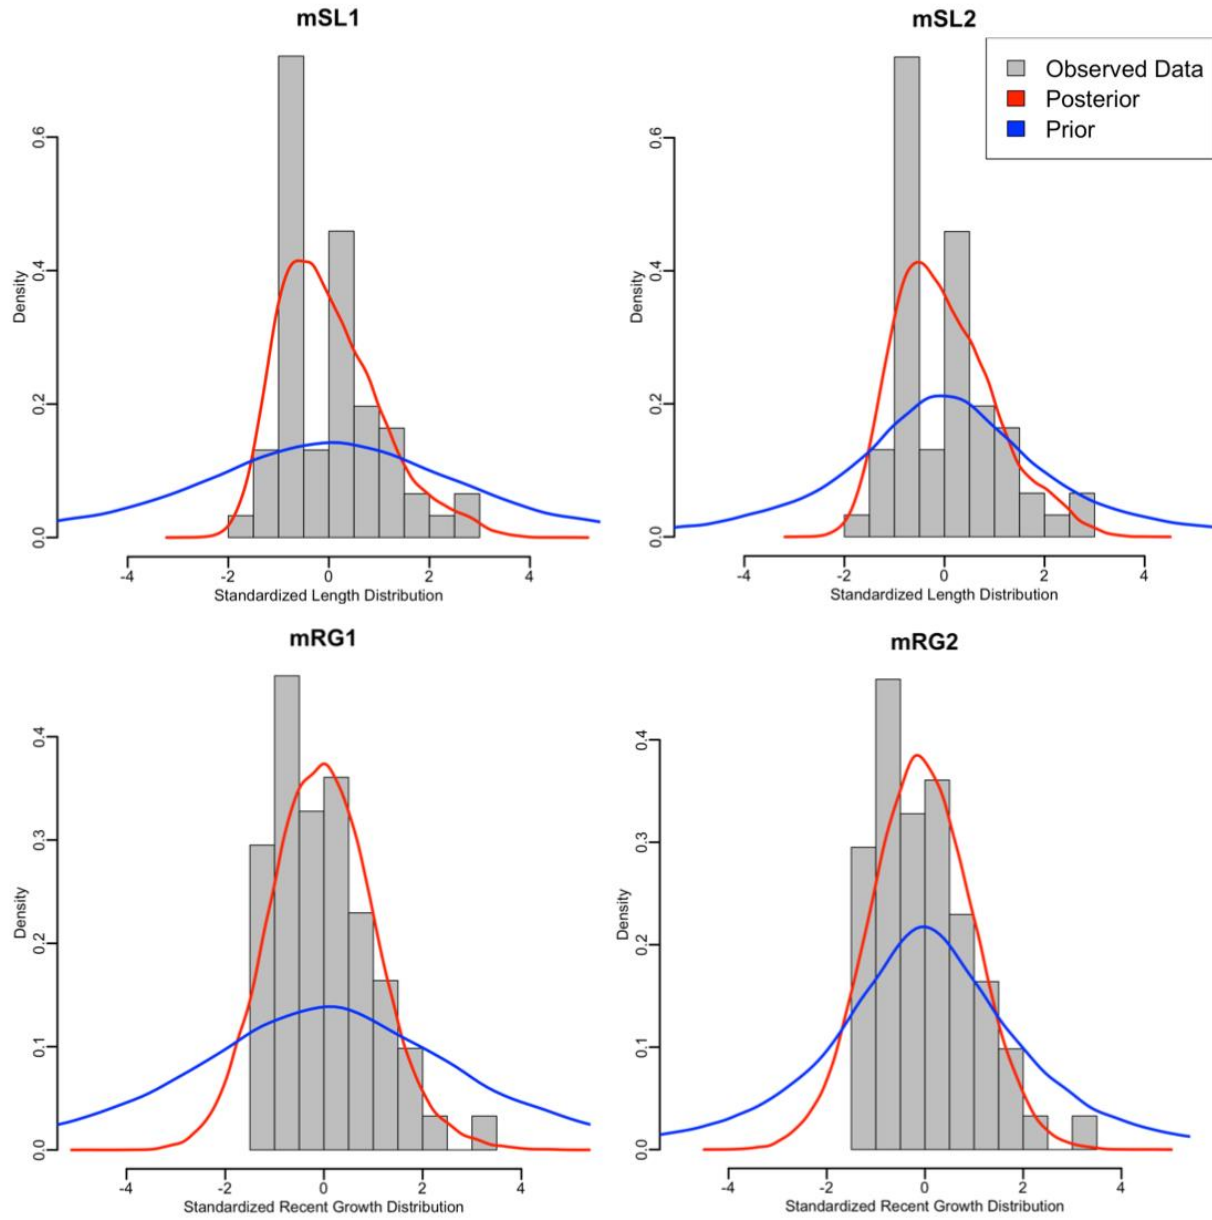 mSL1
mSL2
Observed Data
Posterior
Prior
Density
0.0 0.2 0.4 0.6
-4 -2 0 2 4
Standardized Length Distribution
Density
0.0 0.2 0.4 0.6
-4 -2 0 2 4
Standardized Length Distribution
mRG1
mRG2
Density
0.0 0.1 0.2 0.3 0.4
-4 -2 0 2 4
Standardized Recent Growth Distribution
Density
0.0 0.1 0.2 0.3 0.4
-4 -2 0 2 4
Standardized Recent Growth Distribution